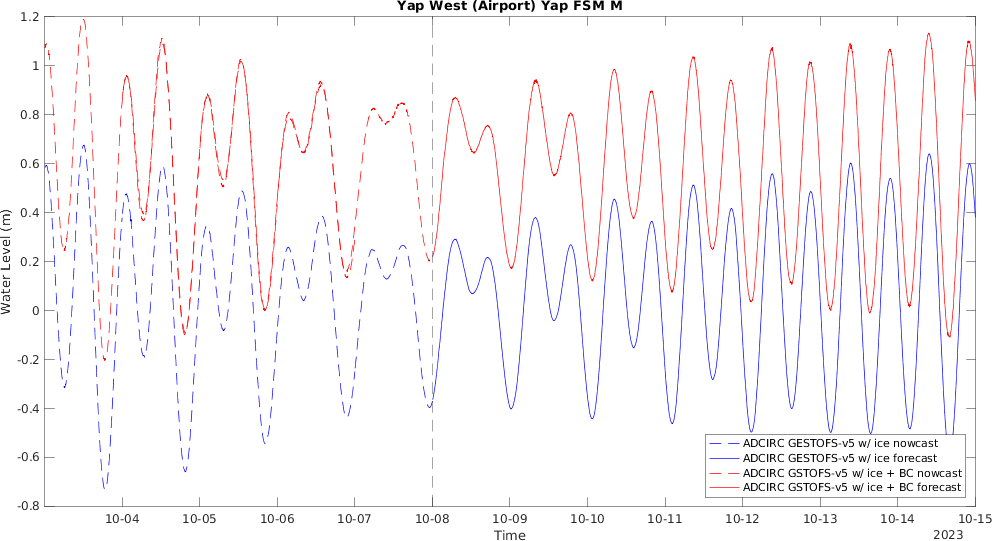 Yap West (Airport) Yap FSM M
Water Level (m)
1.2
1
0.8
0.6
0.4
0.2
0
-0.2
-0.4
-0.6
-0.8
ADCIRC GESTOFS-v5 w/ ice nowcast
ADCIRC GESTOFS-v5 w/ ice forecast
ADCIRC GSTOFS-v5 w/ ice + BC nowcast
ADCIRC GSTOFS-v5 w/ ice + BC forecast
10-04 10-05 10-06 10-07 10-08 10-09 10-10 10-11 10-12 10-13 10-14 10-15
Time
2023